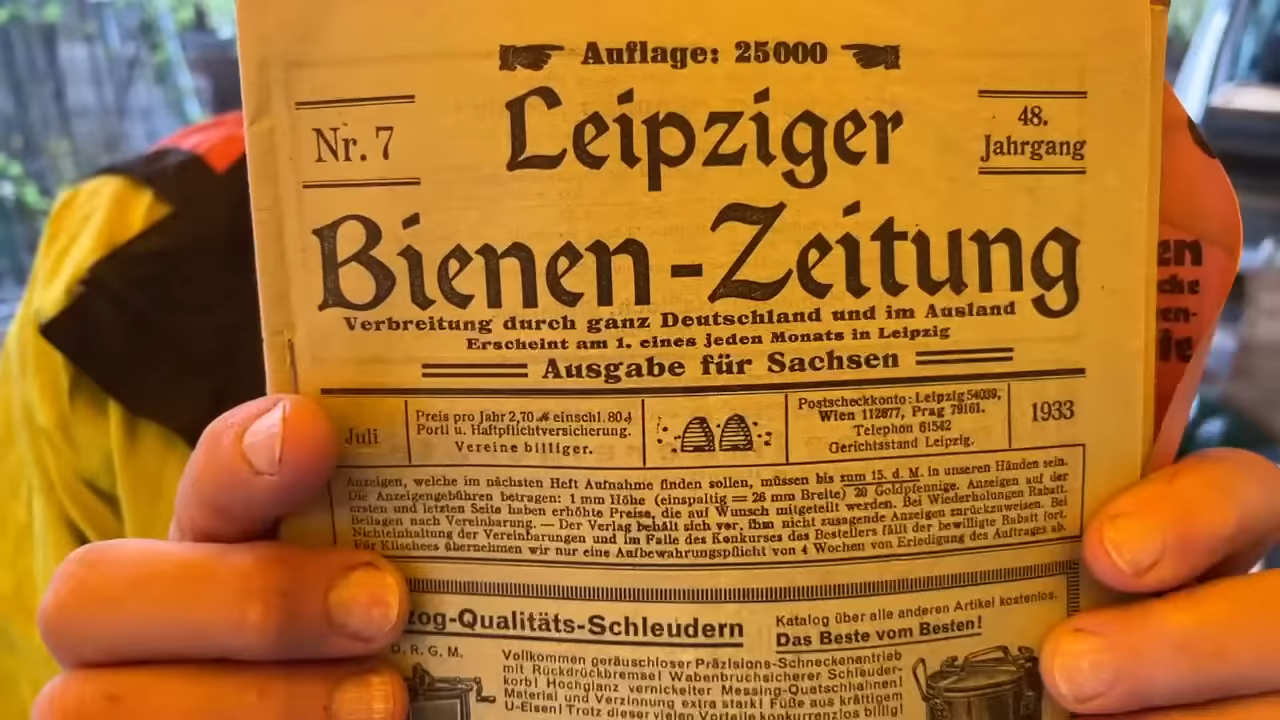 Auflage: 25000
Nr. 7
Leipziger
48.
Jahrgang
Bienen-Zeitung
Verbreitung durch ganz Deutschland und im Ausland
Erscheint am 1. eines jeden Monats in Leipzig
Ausgabe für Sachsen
Juli
Preis pro Jahr 2,70 ℳ einschl. 80 ₰
Porti u. Haftpflichtversicherung.
Vereine billiger.
Postscheckkonto: Leipzig 54039,
Wien 112677, Prag 79161.
Telephon 61542
Gerichtsstand Leipzig.
1933
Anzeigen, welche im nächsten Heft Aufnahme finden sollen, müssen bis zum 15. d. M. in unseren Händen sein.
Die Anzeigengebühren betragen: 1 mm Höhe (einspaltig = 26 mm Breite) 20 Goldpfennige. Anzeigen auf der
ersten und letzten Seite haben erhöhte Preise, die auf Wunsch mitgeteilt werden. Bei Wiederholungen Rabatt.
Beilagen nach Vereinbarung. — Der Verlag behält sich vor, ihm nicht zusagende Anzeigen zurückzuweisen. Bei
Nichteinhaltung der Vereinbarungen und im Falle des Konkurses des Bestellers fällt der bewilligte Rabatt fort.
Für Klischees übernehmen wir nur eine Aufbewahrungspflicht von 4 Wochen von Erledigung des Auftrages ab.
zog-Qualitäts-Schleudern
Katalog über alle anderen Artikel kostenlos.
Das Beste vom Besten!
D. R. G. M.
Vollkommen geräuschloser Präzisions-Schneckenantrieb
mit Rückdrückbremse! Wabenbruchsicherer Schleuder-
korb! Hochglanz vernickelter Messing-Quetschhahnen!
Material und Verzinnung extra stark! Füße aus kräftigem
U-Eisen! Trotz dieser vielen Vorteile konkurrenzlos billig!
en
che
en-
te